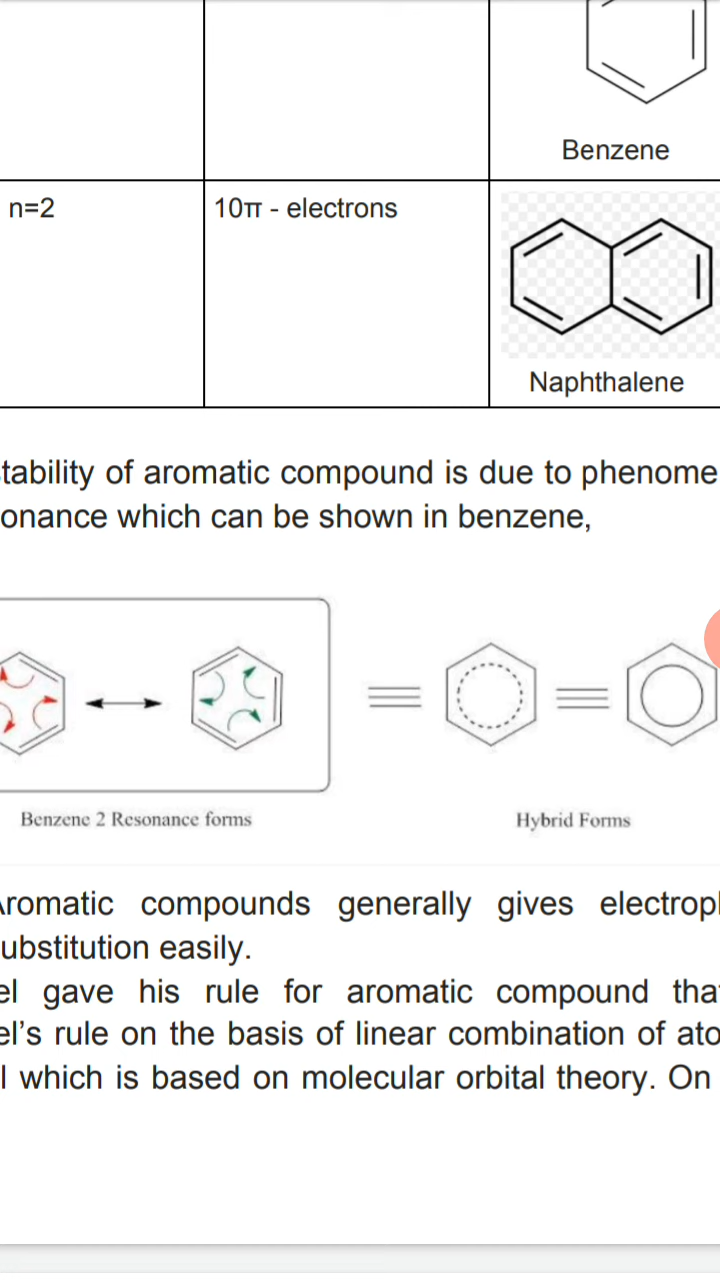 Benzene
n=2
10π - electrons
Naphthalene
tability of aromatic compound is due to phenome
onance which can be shown in benzene,
Benzene 2 Resonance forms
Hybrid Forms
romatic compounds generally gives electrop
ubstitution easily.
el gave his rule for aromatic compound tha
el's rule on the basis of linear combination of ato
l which is based on molecular orbital theory. On